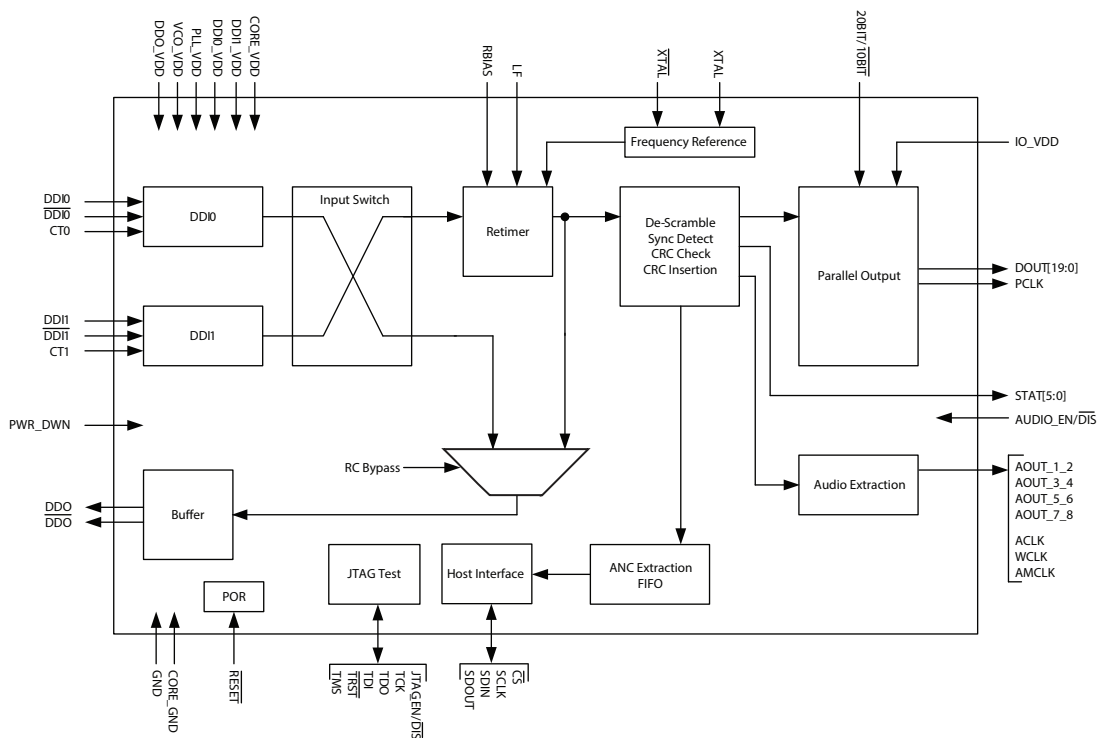 DDO_VDD
VCO_VDD
PLL_VDD
DDI0_VDD
DDI1_VDD
CORE_VDD
RBIAS
LF
XTAL
XTAL
20BIT/10BIT
Frequency Reference
IO_VDD
DDI0
DDI0
CT0
DDI0
Input Switch
Retimer
De-Scramble
Sync Detect
CRC Check
CRC Insertion
Parallel Output
DOUT[19:0]
PCLK
DDI1
DDI1
CT1
DDI1
STAT[5:0]
AUDIO_EN/DIS
PWR_DWN
RC Bypass
Audio Extraction
AOUT_1_2
AOUT_3_4
AOUT_5_6
AOUT_7_8
ACLK
WCLK
AMCLK
DDO
DDO
Buffer
JTAG Test
Host Interface
ANC Extraction
FIFO
POR
GND
CORE_GND
RESET
TMS
TRST
TDI
TDO
TCK
JTAGEN/DIS
SDOUT
SDIN
SCLK
CS